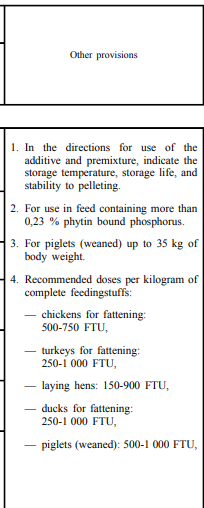 Other provisions
1. In the directions for use of the
additive and premixture, indicate the
storage temperature, storage life, and
stability to pelleting.
2. For use in feed containing more than
0,23 % phytin bound phosphorus.
3. For piglets (weaned) up to 35 kg of
body weight.
4. Recommended doses per kilogram of
complete feedingstuffs:
— chickens for fattening:
500-750 FTU,
— turkeys for fattening:
250-1 000 FTU,
— laying hens: 150-900 FTU,
— ducks for fattening:
250-1 000 FTU,
— piglets (weaned): 500-1 000 FTU,